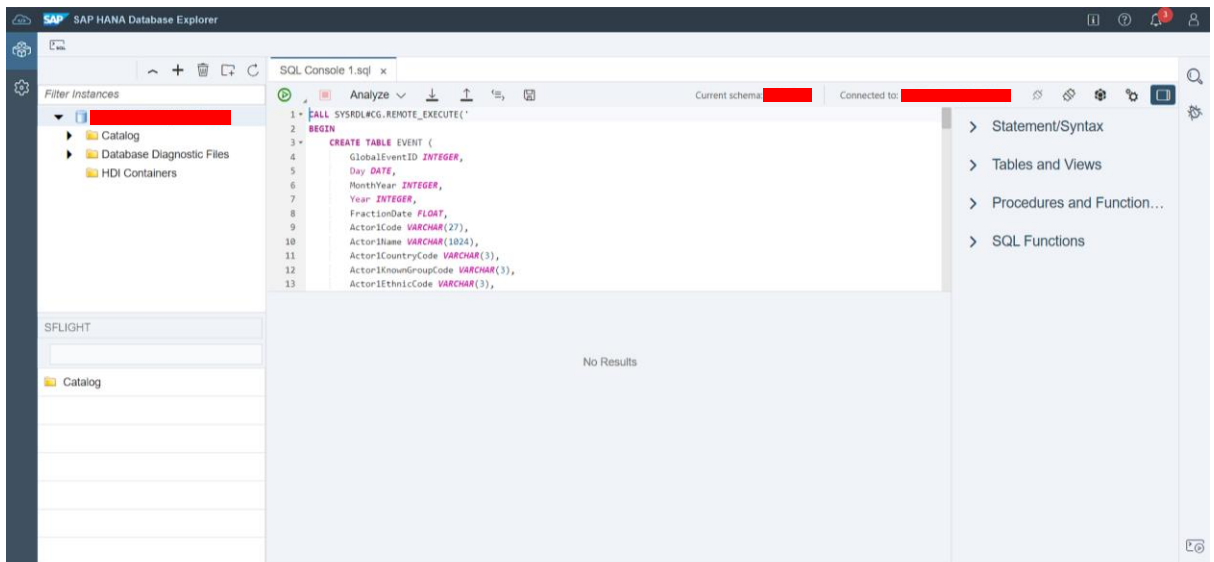 SAP SAP HANA Database Explorer
3
SQL
SQL Console 1.sql ×
Filter Instances
Analyze
Current schema:
Connected to:
Catalog
Database Diagnostic Files
HDI Containers
1 CALL SYSRDL#CG.REMOTE_EXECUTE('
2 BEGIN
3 CREATE TABLE EVENT (
4 GlobalEventID INTEGER,
5 Day DATE,
6 MonthYear INTEGER,
7 Year INTEGER,
8 FractionDate FLOAT,
9 Actor1Code VARCHAR(27),
10 Actor1Name VARCHAR(1024),
11 Actor1CountryCode VARCHAR(3),
12 Actor1KnownGroupCode VARCHAR(3),
13 Actor1EthnicCode VARCHAR(3),
Statement/Syntax
Tables and Views
Procedures and Function...
SQL Functions
SFLIGHT
No Results
Catalog